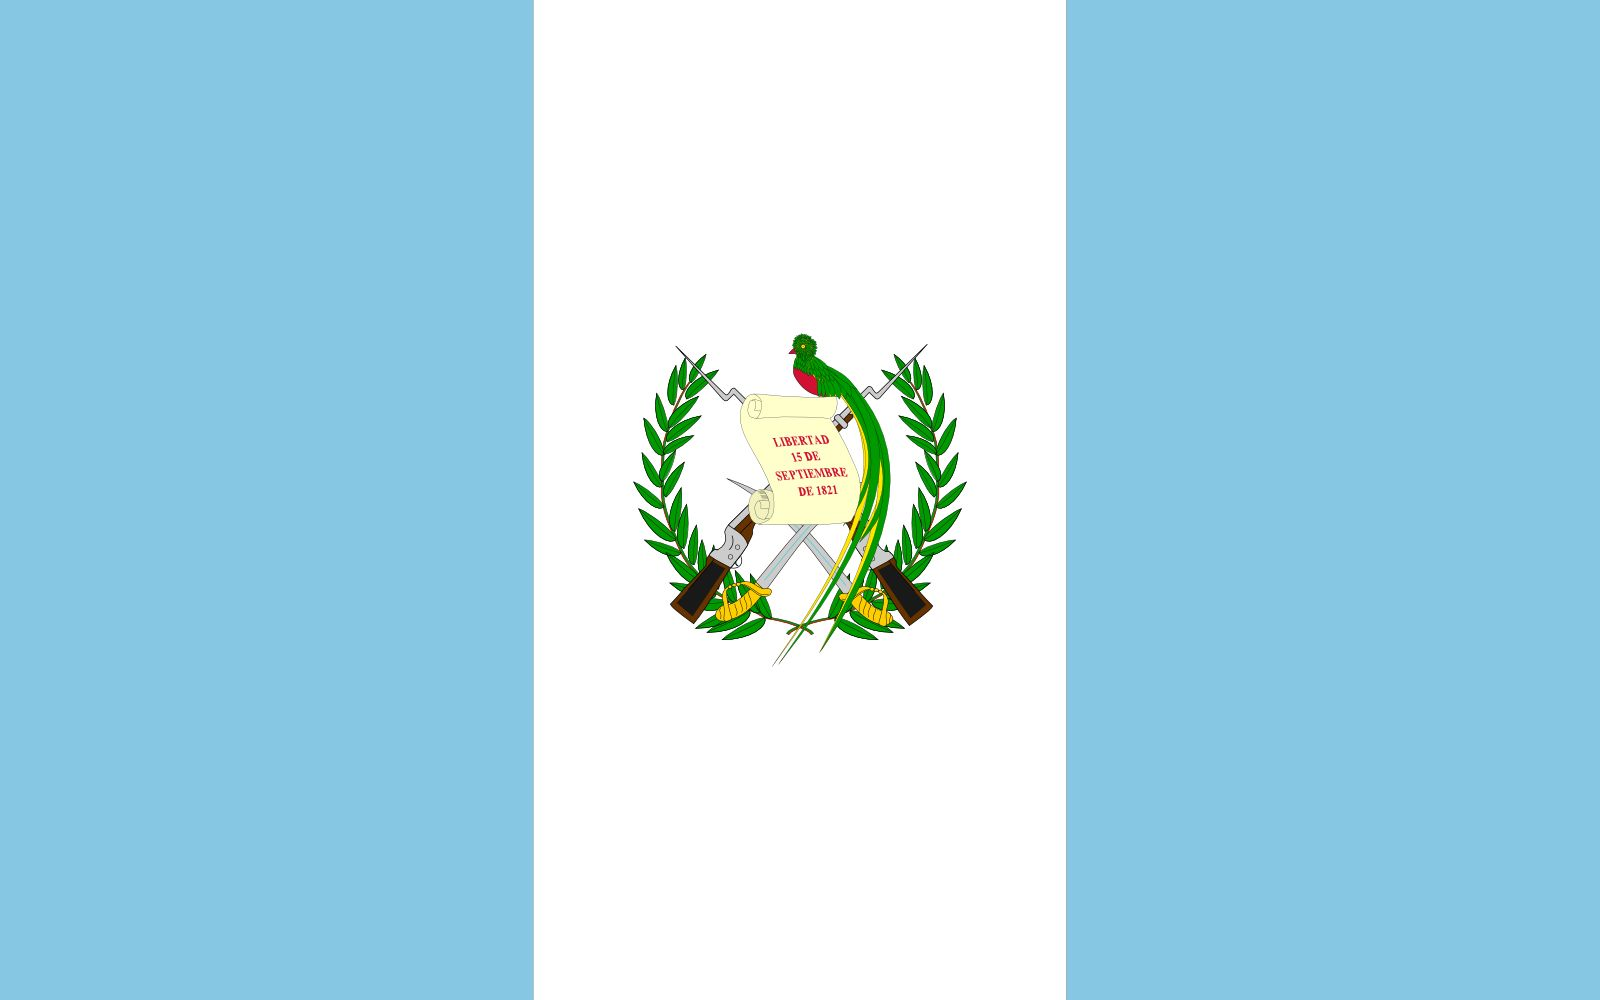 LIBERTAD
15 DE
SEPTIEMBRE
DE 1821